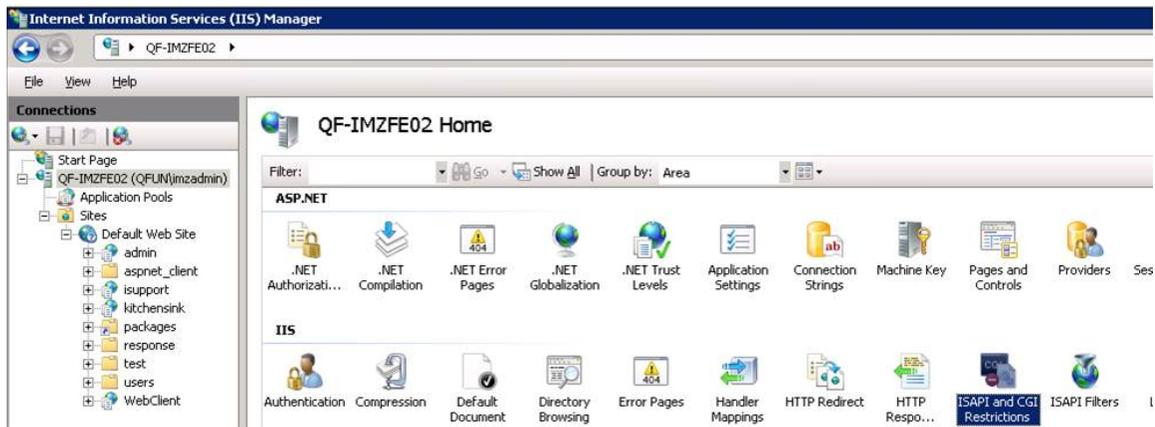 Internet Information Services (IIS) Manager
QF-IMZFE02
File View Help
Connections
Start Page
QF-IMZFE02 (QFUN\imzadmin)
Application Pools
Sites
Default Web Site
admin
aspnet_client
isupport
kitchensink
packages
response
test
users
WebClient
QF-IMZFE02 Home
Filter: Go Show All Group by: Area
ASP.NET
.NET Authorizati...
.NET Compilation
.NET Error Pages
.NET Globalization
.NET Trust Levels
Application Settings
Connection Strings
Machine Key
Pages and Controls
Providers
Ses
IIS
Authentication
Compression
Default Document
Directory Browsing
Error Pages
Handler Mappings
HTTP Redirect
HTTP Respo...
ISAPI and CGI Restrictions
ISAPI Filters
L